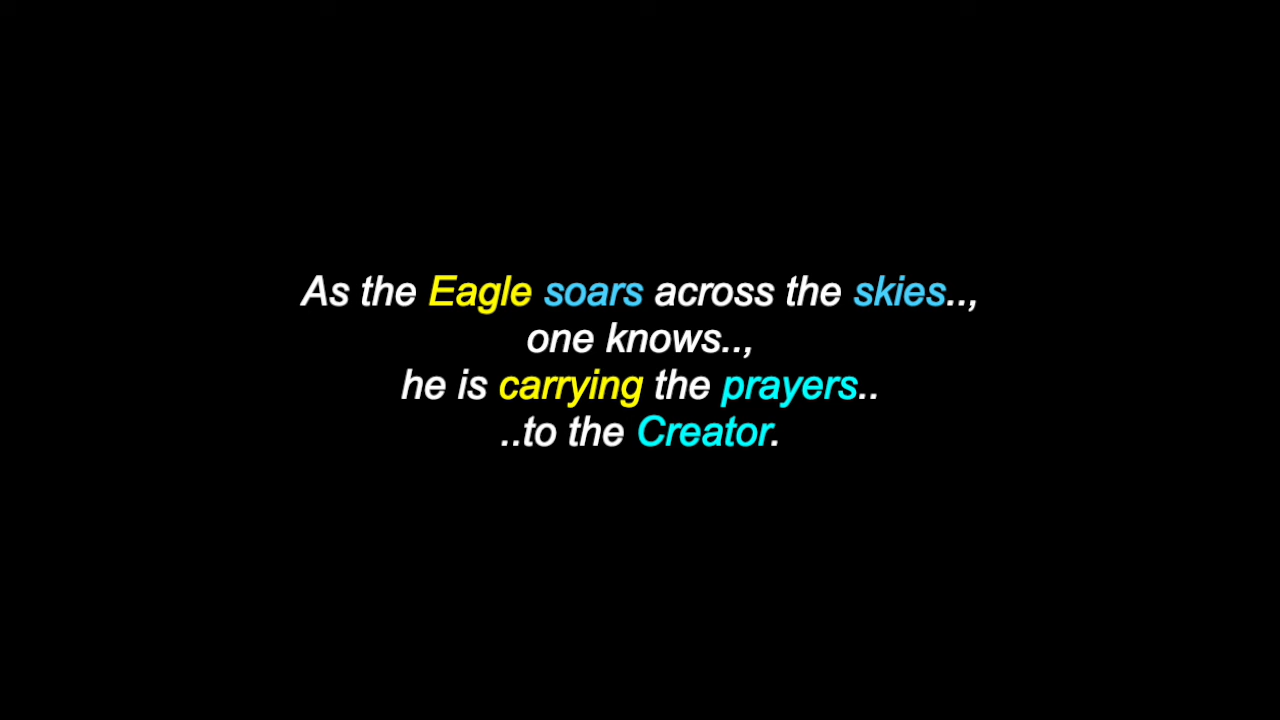 As the Eagle soars across the skies..,
one knows..,
he is carrying the prayers..
..to the Creator.